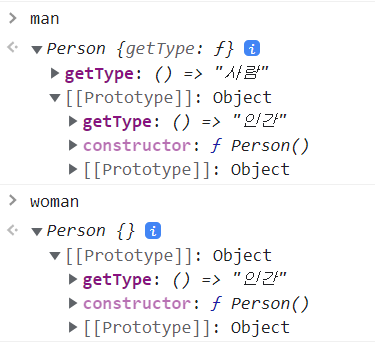 man
Person {getType: ƒ} i
getType: () => "사람"
[[Prototype]]: Object
getType: () => "인간"
constructor: ƒ Person()
[[Prototype]]: Object
woman
Person {} i
[[Prototype]]: Object
getType: () => "인간"
constructor: ƒ Person()
[[Prototype]]: Object